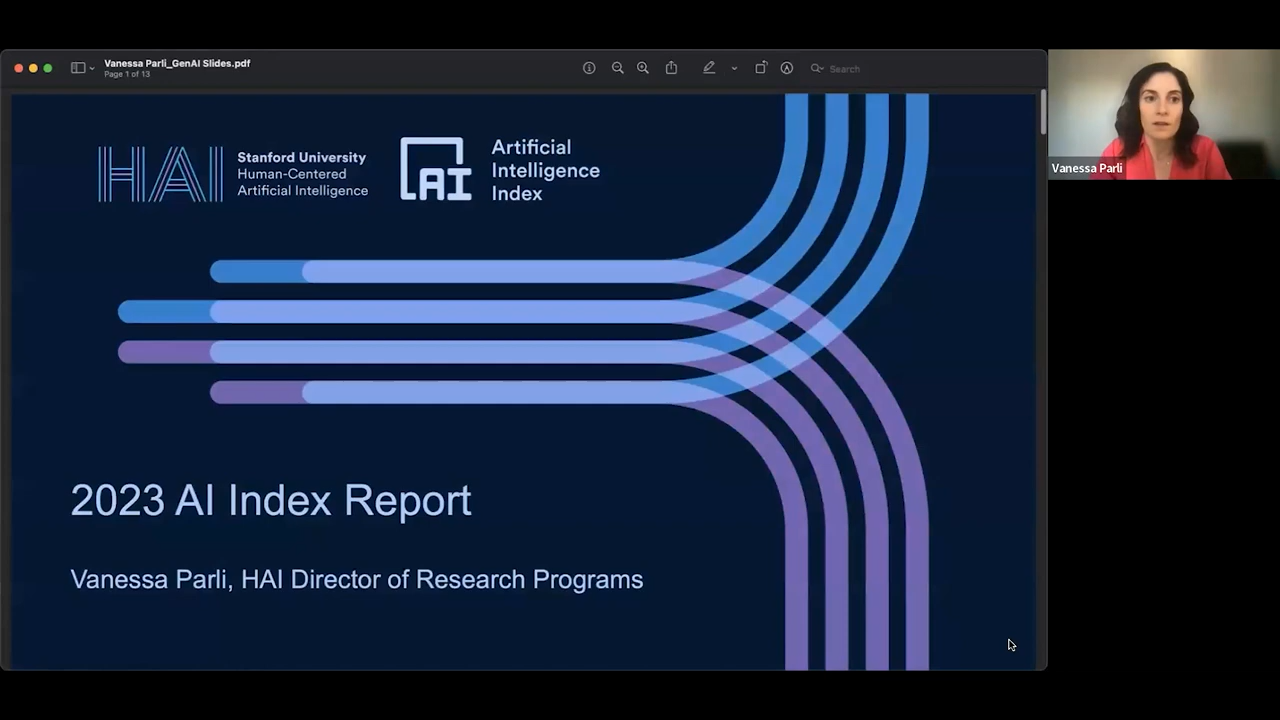 Vanessa Parli_GenAI Slides.pdf
Page 1 of 13
Search
HAI
Stanford University
Human-Centered
Artificial Intelligence
AI
Artificial
Intelligence
Index
2023 AI Index Report
Vanessa Parli, HAI Director of Research Programs
Vanessa Parli